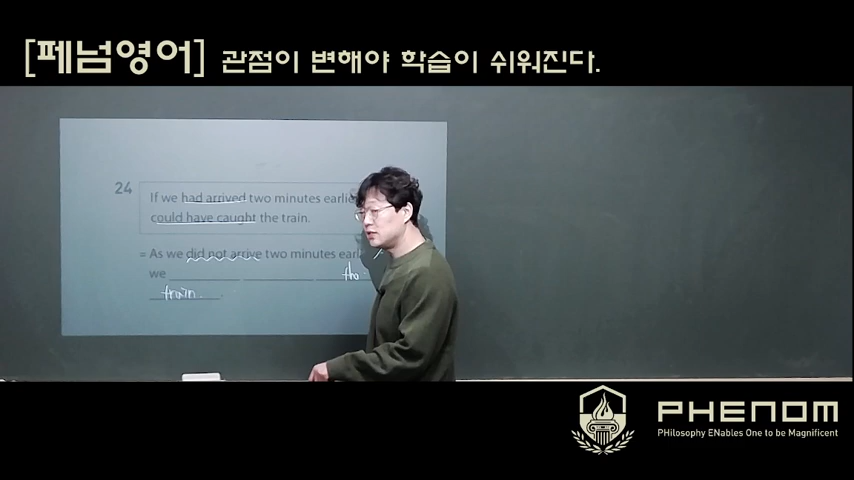 [페넘영어] 관점이 변해야 학습이 쉬워진다.
24
If we had arrived two minutes earlie
could have caught the train.
= As we did not arrive two minutes earl
we the
train.
PHENOM
PHilosophy ENables One to be Magnificent